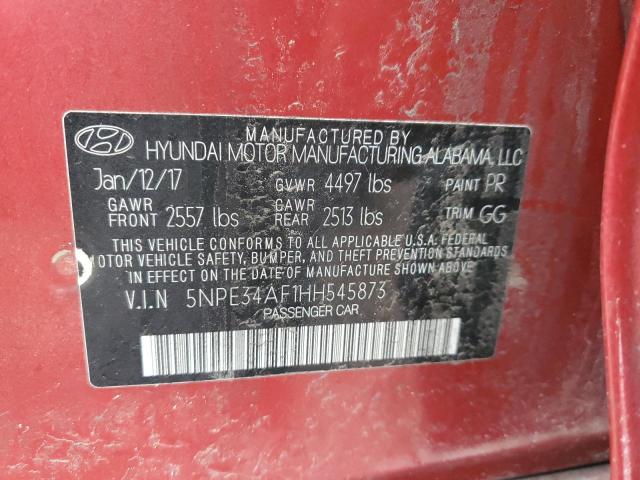 MANUFACTURED BY
HYUNDAI MOTOR MANUFACTURING ALABAMA, LLC
Jan/12/17 GVWR 4497 lbs PAINT PR
GAWR FRONT 2557 lbs GAWR REAR 2513 lbs TRIM GG
THIS VEHICLE CONFORMS TO ALL APPLICABLE U.S.A. FEDERAL
MOTOR VEHICLE SAFETY, BUMPER, AND THEFT PREVENTION STANDARDS
IN EFFECT ON THE DATE OF MANUFACTURE SHOWN ABOVE.
V.I.N 5NPE34AF1HH545873
PASSENGER CAR